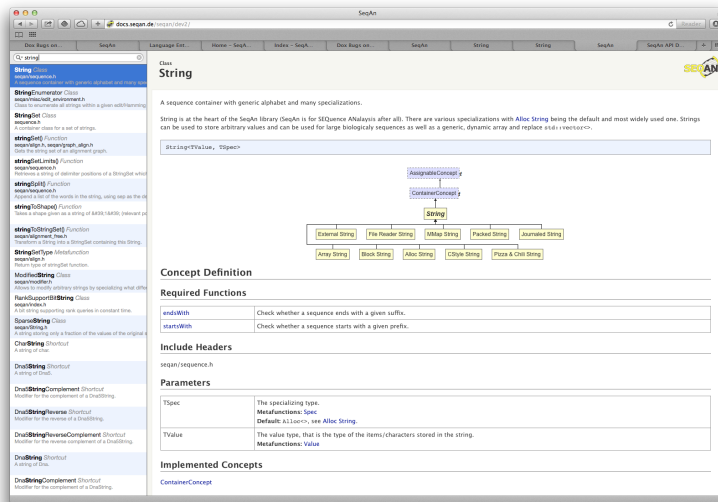 SeqAn
docs.seqan.de/seqan/dev2/
Reader
Dox Bugs on...
SeqAn
Language Ext...
Home - SeqA...
Index - SeqA...
Dox Bugs on...
SeqAn
String
String
SeqAn
SeqAn API D...
string
String Class
seqan/sequence.h
A sequence container with generic alphabet and many spe
StringEnumerator Class
seqan/misc/edit_environment.h
Class to enumerate all strings within a given edit/Hamming
StringSet Class
sequence.h
A container class for a set of strings.
stringSet() Function
seqan/align.h, seqan/graph_align.h
Gets the string set of an alignment graph.
stringSetLimits() Function
seqan/sequence.h
Retrieves a string of delimiter positions of a StringSet whic
stringSplit() Function
seqan/sequence.h
Append a list of the words in the string, using sep as the de
stringToShape() Function
Takes a shape given as a string of &#39;1&#39; (relevant po
stringToStringSet() Function
seqan/alignment_free.h
Transform a String into a StringSet containing this String.
StringSetType Metafunction
seqan/align.h
Return type of stringSet function.
ModifiedString Class
seqan/modifier.h
Allows to modify arbitrary strings by specializing what differ
RankSupportBitString Class
seqan/index.h
A bit string supporting rank queries in constant time.
SparseString Class
seqan/String.h
A string storing only a fraction of the values of the original s
CharString Shortcut
A string of char.
Dna5String Shortcut
A string of Dna5.
Dna5StringComplement Shortcut
Modifier for the complement of a Dna5String.
Dna5StringReverse Shortcut
Modifier for the reverse of a Dna5String.
Dna5StringReverseComplement Shortcut
Modifier for the reverse complement of a Dna5String.
DnaString Shortcut
A string of Dna.
DnaStringComplement Shortcut
Modifier for the complement of a DnaString.
Class
String
SEQAN
A sequence container with generic alphabet and many specializations.
String is at the heart of the SeqAn library (SeqAn is for SEQuence ANalaysis after all). There are various specializations with Alloc String being the default and most widely used one. Strings
can be used to store arbitrary values and can be used for large biologicaly sequences as well as a generic, dynamic array and replace usd::vector<>.
String<TValue, TSpec>
AssignableConcept
ContainerConcept
String
External String
File Reader String
MMap String
Packed String
Journaled String
Array String
Block String
Alloc String
CStyle String
Pizza & Chili String
Concept Definition
Required Functions
endsWith
Check whether a sequence ends with a given suffix.
startsWith
Check whether a sequence starts with a given prefix.
Include Headers
seqan/sequence.h
Parameters
TSpec
The specializing type.
Metafunctions: Spec
Default: Alloc<>, see Alloc String.
TValue
The value type, that is the type of the items/characters stored in the string.
Metafunctions: Value
Implemented Concepts
ContainerConcept